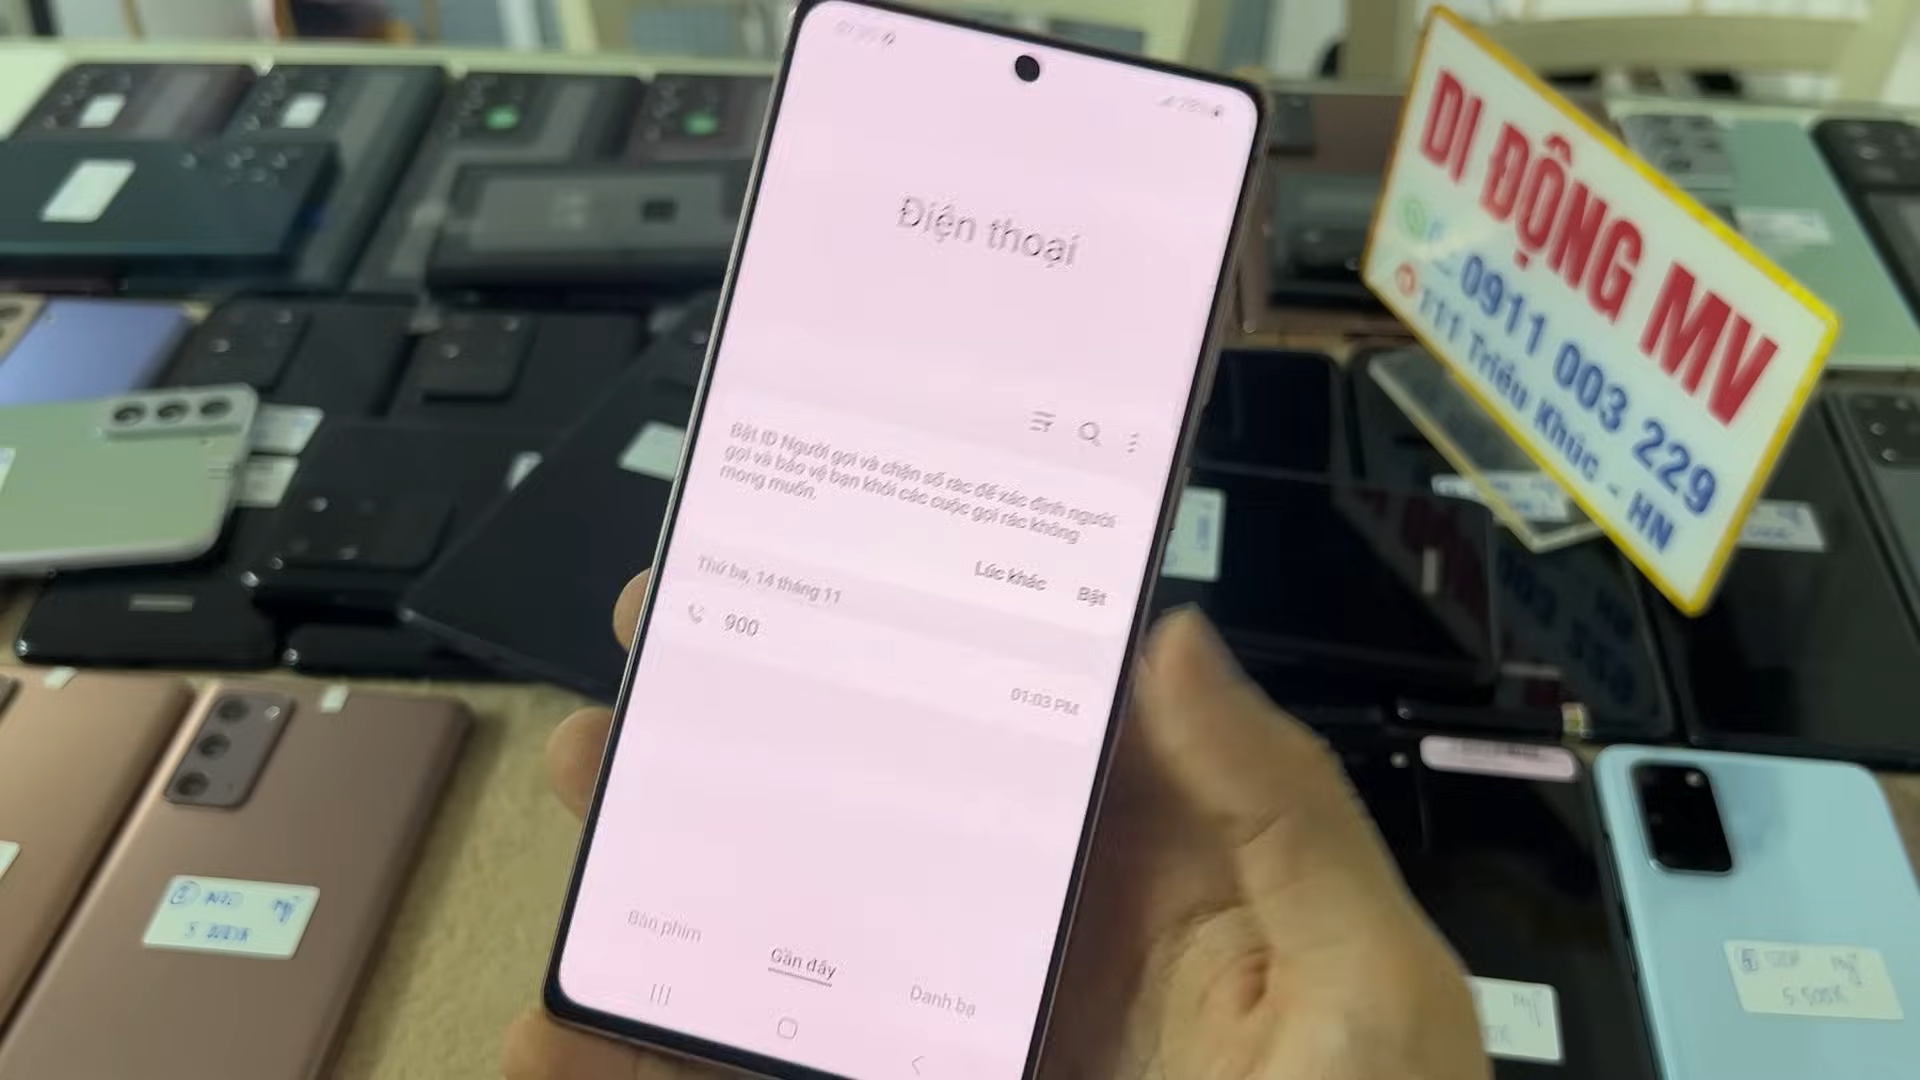 Điện thoại
Bật ID Người gọi và chặn số rác để xác định người
gọi và bảo vệ bạn khỏi các cuộc gọi rác không
mong muốn.
Lúc khác
Bật
Thứ ba, 14 tháng 11
900
01:03 PM
Bàn phím
Gần đây
Danh bạ
DI ĐỘNG MV
0911 003 229
111 Triều Khúc - HN